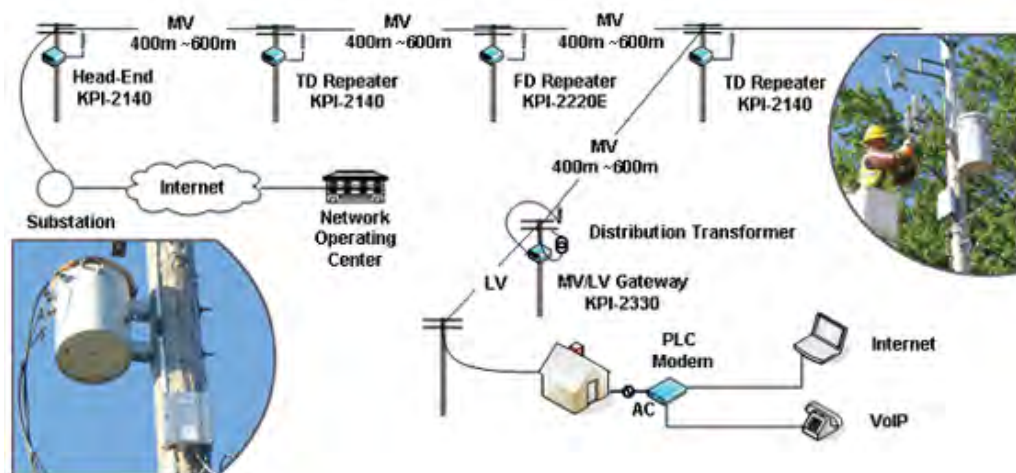 MV
400m ~600m
MV
400m ~600m
MV
400m ~600m
Head-End
KPI-2140
TD Repeater
KPI-2140
FD Repeater
KPI-2220E
TD Repeater
KPI-2140
MV
400m ~600m
Internet
Substation
Network
Operating
Center
Distribution Transformer
LV
MV/LV Gateway
KPI-2330
PLC
Modem
Internet
AC
VoIP